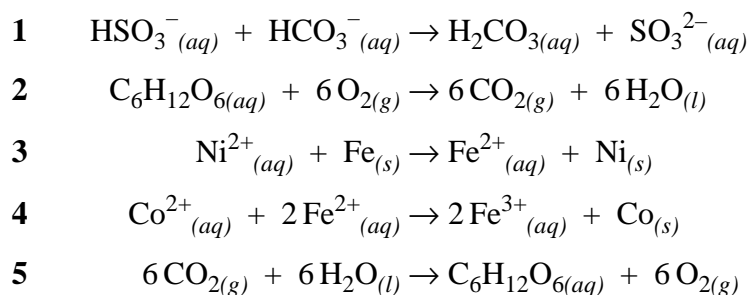 1 HSO₃⁻(aq) + HCO₃⁻(aq) → H₂CO₃(aq) + SO₃²⁻(aq)
2 C₆H₁₂O₆(aq) + 6 O₂(g) → 6 CO₂(g) + 6 H₂O(l)
3 Ni²⁺(aq) + Fe(s) → Fe²⁺(aq) + Ni(s)
4 Co²⁺(aq) + 2 Fe²⁺(aq) → 2 Fe³⁺(aq) + Co(s)
5 6 CO₂(g) + 6 H₂O(l) → C₆H₁₂O₆(aq) + 6 O₂(g)